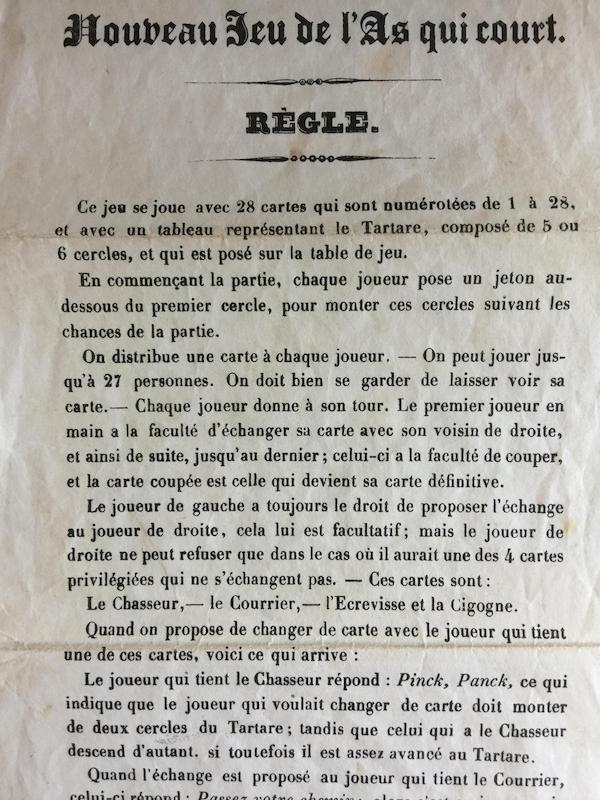 Nouveau Jeu de l'As qui court.
RÈGLE.
Ce jeu se joue avec 28 cartes qui sont numérotées de 1 à 28,
et avec un tableau représentant le Tartare, composé de 5 ou
6 cercles, et qui est posé sur la table de jeu.
En commençant la partie, chaque joueur pose un jeton au-
dessous du premier cercle, pour monter ces cercles suivant les
chances de la partie.
On distribue une carte à chaque joueur. — On peut jouer jus-
qu'à 27 personnes. On doit bien se garder de laisser voir sa
carte.— Chaque joueur donne à son tour. Le premier joueur en
main a la faculté d'échanger sa carte avec son voisin de droite,
et ainsi de suite, jusqu'au dernier; celui-ci a la faculté de couper,
et la carte coupée est celle qui devient sa carte définitive.
Le joueur de gauche a toujours le droit de proposer l'échange
au joueur de droite, cela lui est facultatif; mais le joueur de
droite ne peut refuser que dans le cas où il aurait une des 4 cartes
privilégiées qui ne s'échangent pas. — Ces cartes sont :
Le Chasseur,— le Courrier,— l'Ecrevisse et la Cigogne.
Quand on propose de changer de carte avec le joueur qui tient
une de ces cartes, voici ce qui arrive :
Le joueur qui tient le Chasseur répond : Pinck, Panck, ce qui
indique que le joueur qui voulait changer de carte doit monter
de deux cercles du Tartare; tandis que celui qui a le Chasseur
descend d'autant. si toutefois il est assez avancé au Tartare.
Quand l'échange est proposé au joueur qui tient le Courrier,
celui-ci répond : Passez votre chemin;